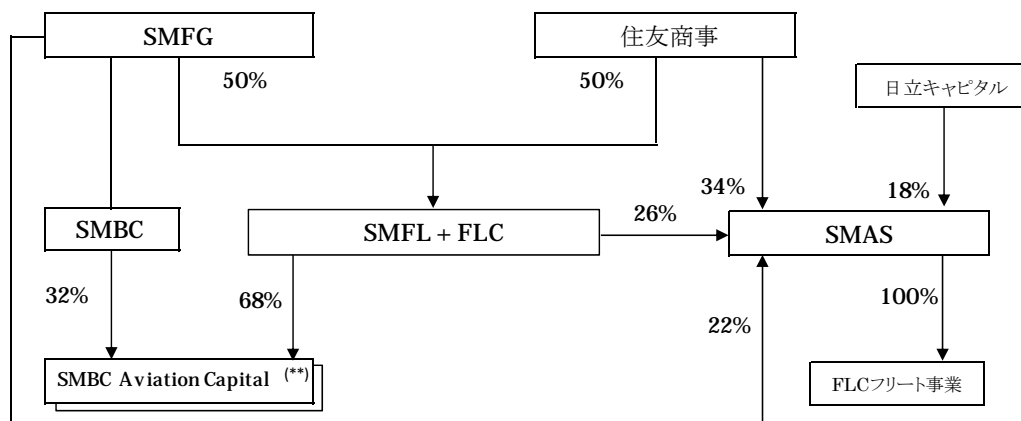 SMFG
住友商事
50%
50%
日立キャピタル
34%
18%
26%
SMBC
SMFL + FLC
SMAS
32%
68%
22%
100%
SMBC Aviation Capital (**)
FLCフリート事業